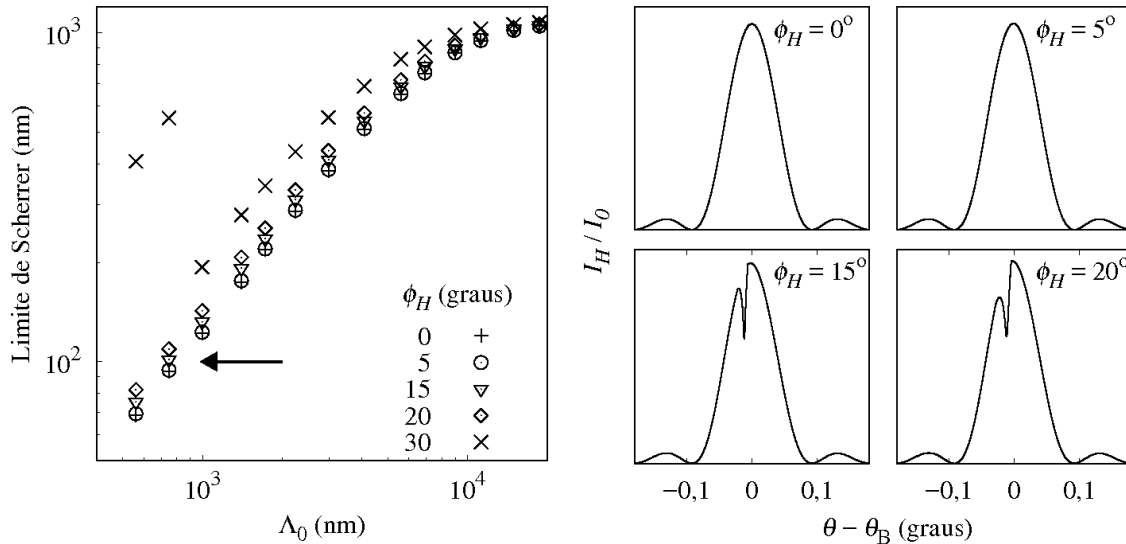 Limite de Scherrer (nm)
10³
10²
ϕ_H (graus)
0
5
15
20
30
10³
10⁴
Λ₀ (nm)
I_H / I_0
ϕ_H = 0°
ϕ_H = 5°
ϕ_H = 15°
ϕ_H = 20°
−0,1 0 0,1
−0,1 0 0,1
θ − θ_B (graus)